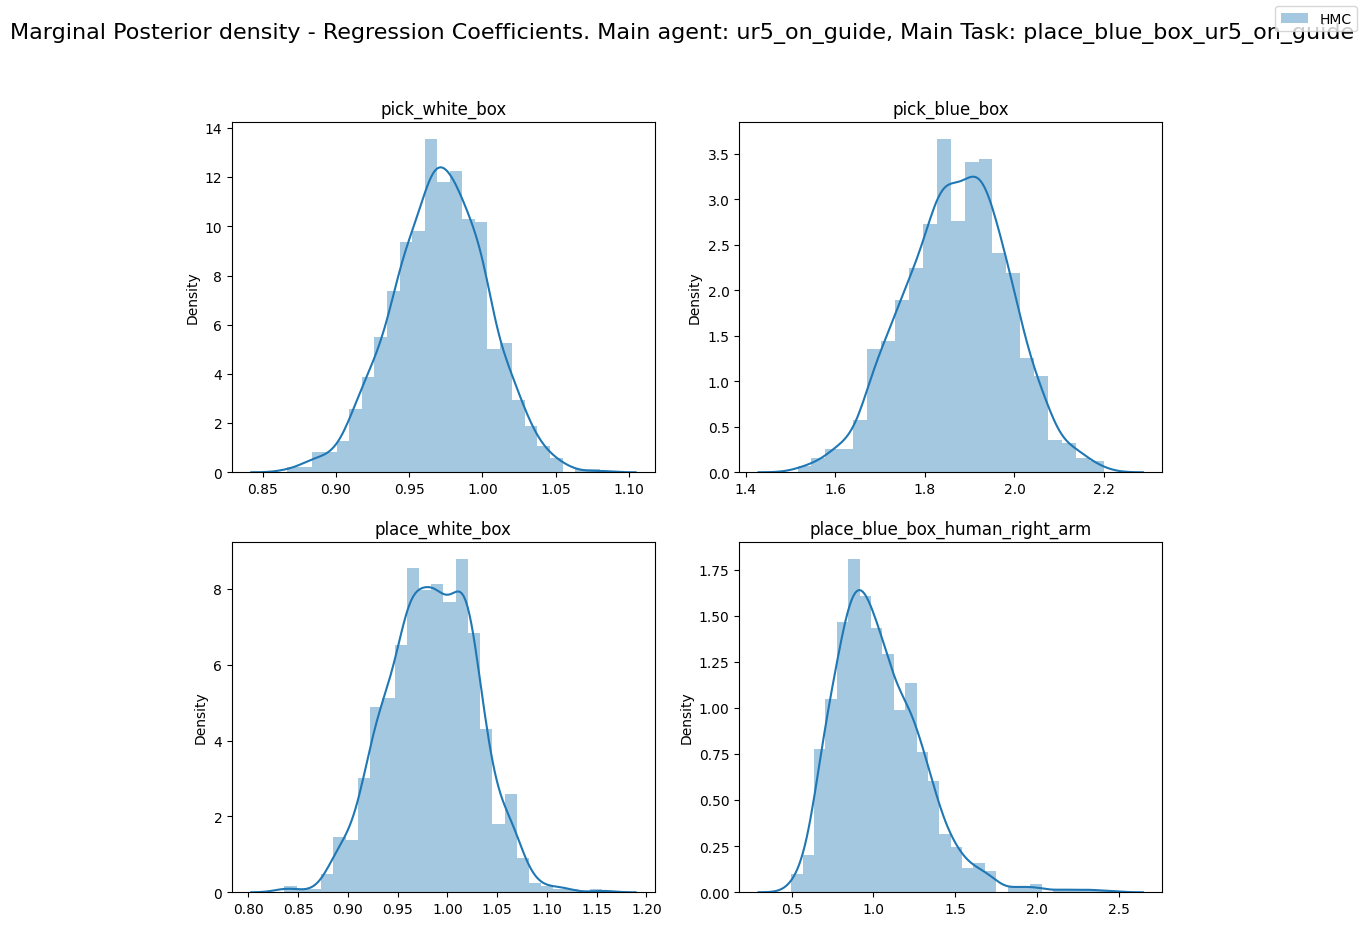 HMC
Marginal Posterior density - Regression Coefficients. Main agent: ur5_on_guide, Main Task: place_blue_box_ur5_on_guide
pick_white_box
14
12
10
8
6
4
2
0
Density
0.85 0.90 0.95 1.00 1.05 1.10
pick_blue_box
3.5
3.0
2.5
2.0
1.5
1.0
0.5
0.0
Density
1.4 1.6 1.8 2.0 2.2
place_white_box
8
6
4
2
0
Density
0.80 0.85 0.90 0.95 1.00 1.05 1.10 1.15 1.20
place_blue_box_human_right_arm
1.75
1.50
1.25
1.00
0.75
0.50
0.25
0.00
Density
0.5 1.0 1.5 2.0 2.5